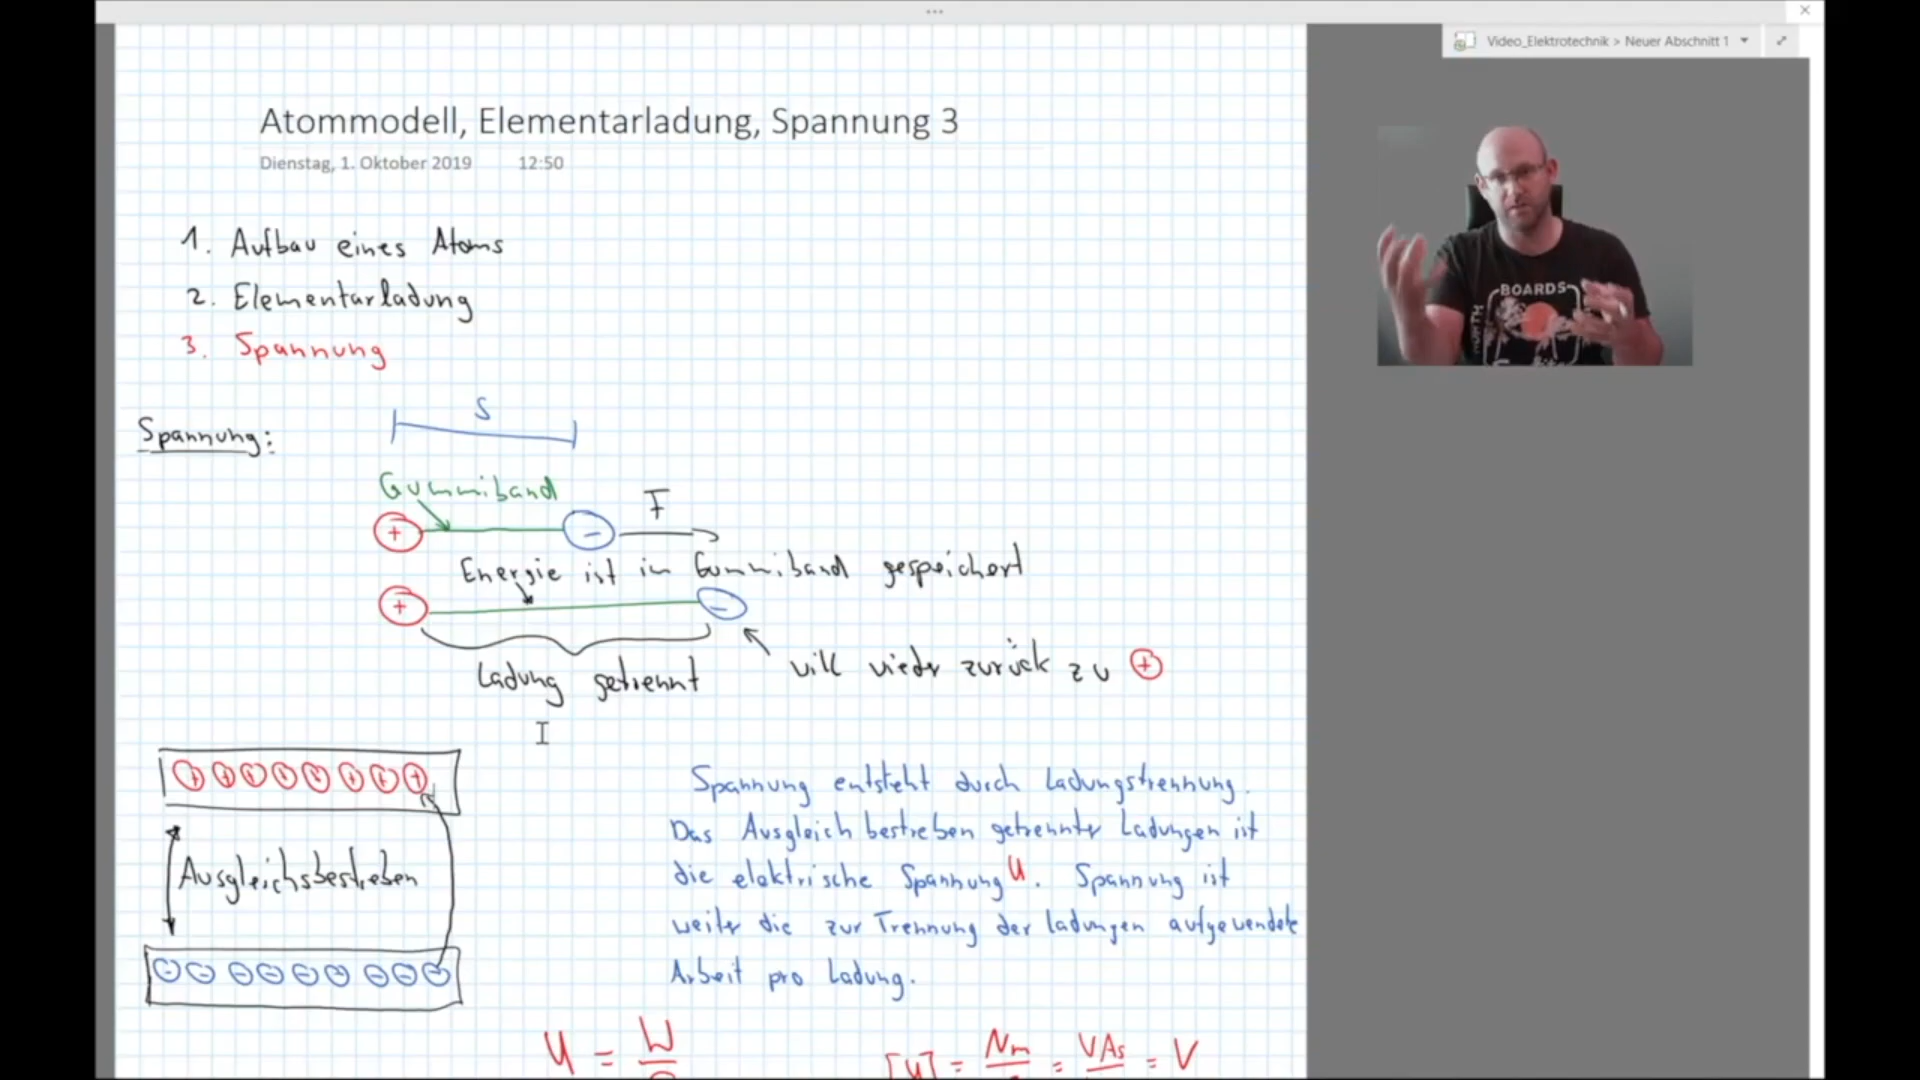 Video_Elektrotechnik > Neuer Abschnitt 1
Atommodell, Elementarladung, Spannung 3
Dienstag, 1. Oktober 2019 12:50
1. Aufbau eines Atoms
2. Elementarladung
3. Spannung
BOARDS
S
Spannung:
Gummiband
F
+ -
Energie ist im Gummiband gespeichert
+ -
Ladung getrennt
will wieder zurück zu +
+ + + + + + + +
Spannung entsteht durch Ladungstrennung.
Das Ausgleichbestreben getrennter Ladungen ist
Ausgleichsbestreben
die elektrische Spannung U. Spannung ist
weiter die zur Trennung der Ladungen aufgewendete
- - - - - - - - -
Arbeit pro Ladung.
U = W
[U] = Nm = VAs = V